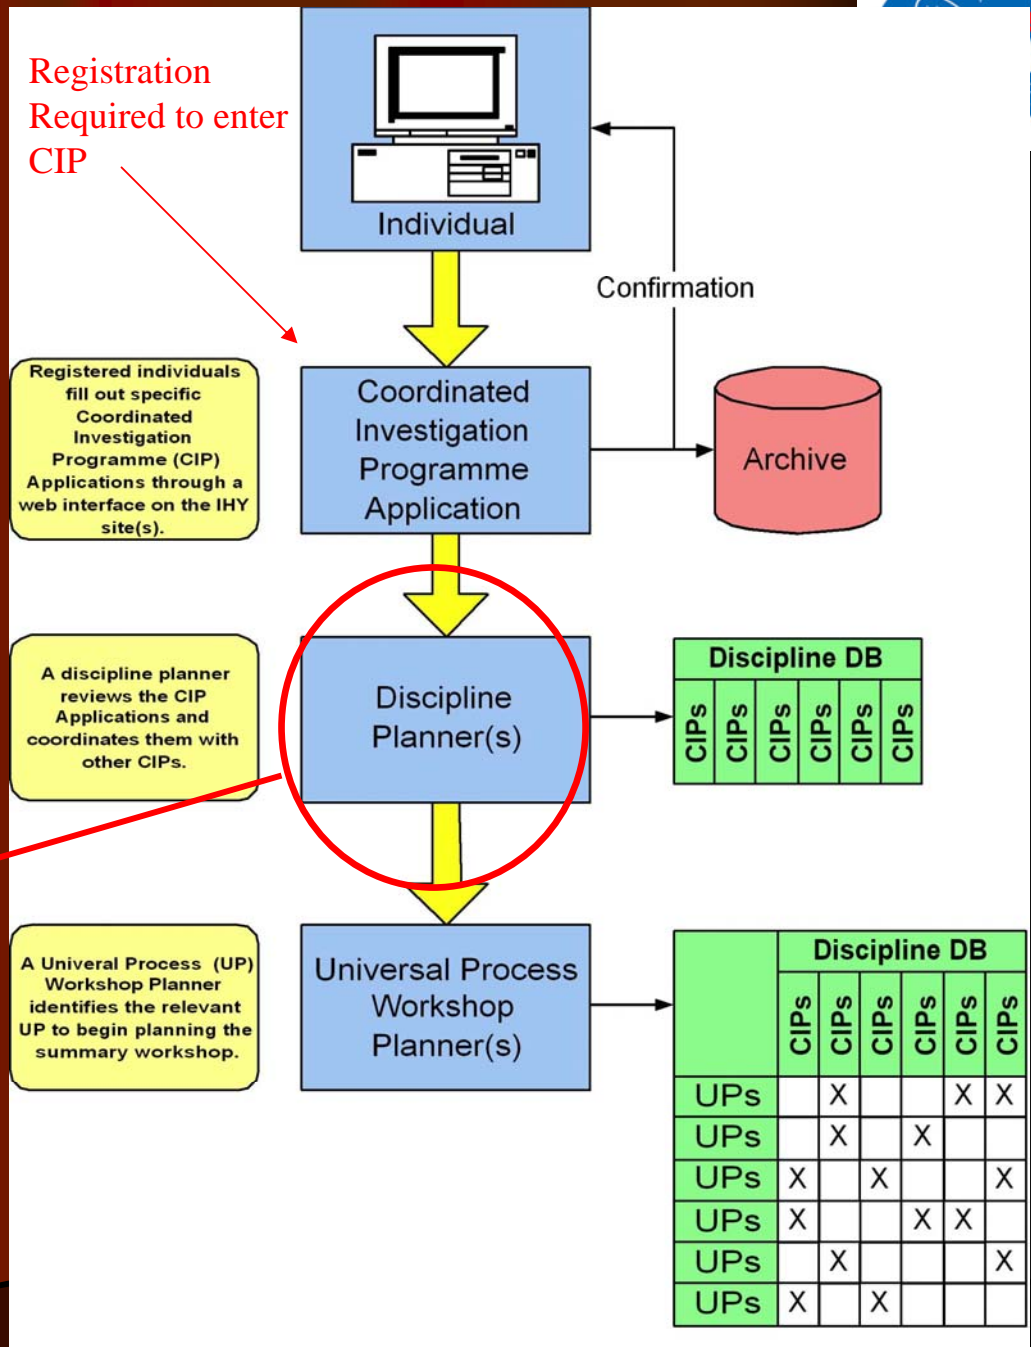 Registration
Required to enter
CIP
Individual
Confirmation
Registered individuals
fill out specific
Coordinated
Investigation
Programme (CIP)
Applications through a
web interface on the IHY
site(s).
Coordinated
Investigation
Programme
Application
Archive
A discipline planner
reviews the CIP
Applications and
coordinates them with
other CIPs.
Discipline
Planner(s)
Discipline DB
CIPs CIPs CIPs CIPs CIPs CIPs
A Univeral Process (UP)
Workshop Planner
identifies the relevant
UP to begin planning the
summary workshop.
Universal Process
Workshop
Planner(s)
Discipline DB
CIPs CIPs CIPs CIPs CIPs CIPs
UPs X X X
UPs X X
UPs X X X
UPs X X X
UPs X X
UPs X X